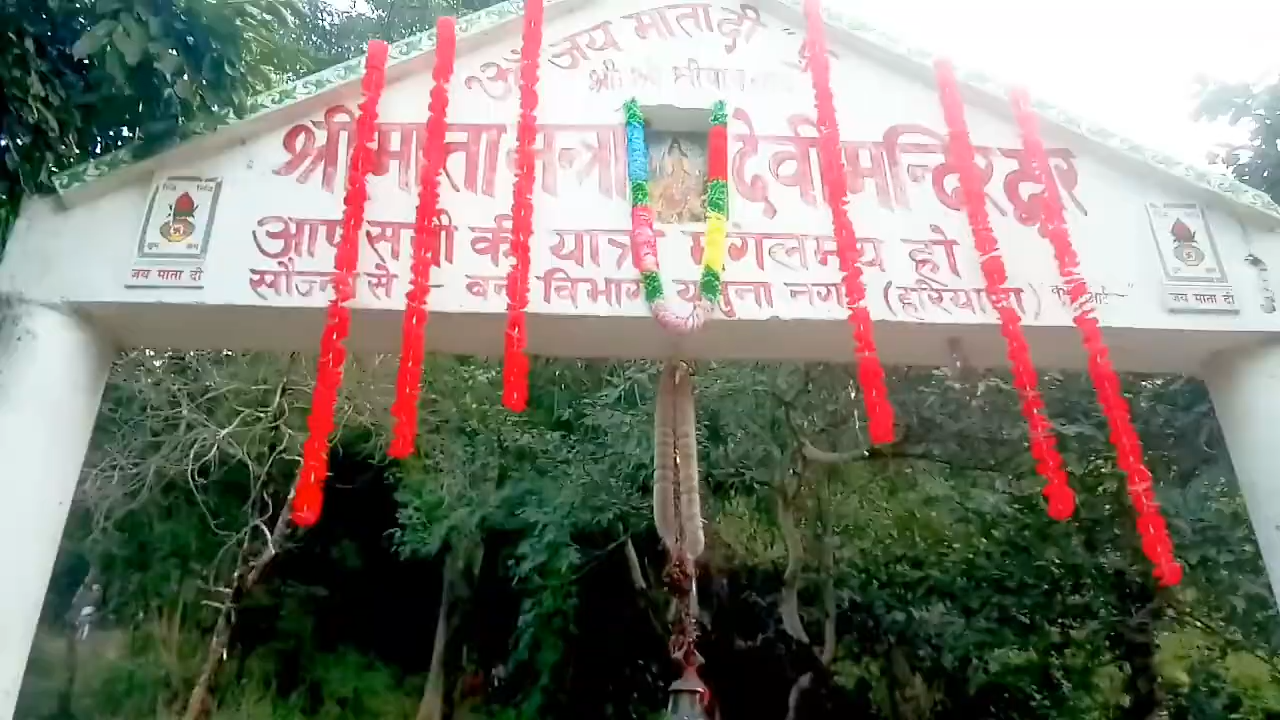 ॐ जय माता दी
श्री माता मन्त्रा देवी मन्दिर द्वार
आप सभी की यात्रा मंगलमय हो
सौजन्य से - वन विभाग यमुना नगर (हरियाणा)
शुभ लाभ
जय माता दी
जय माता दी